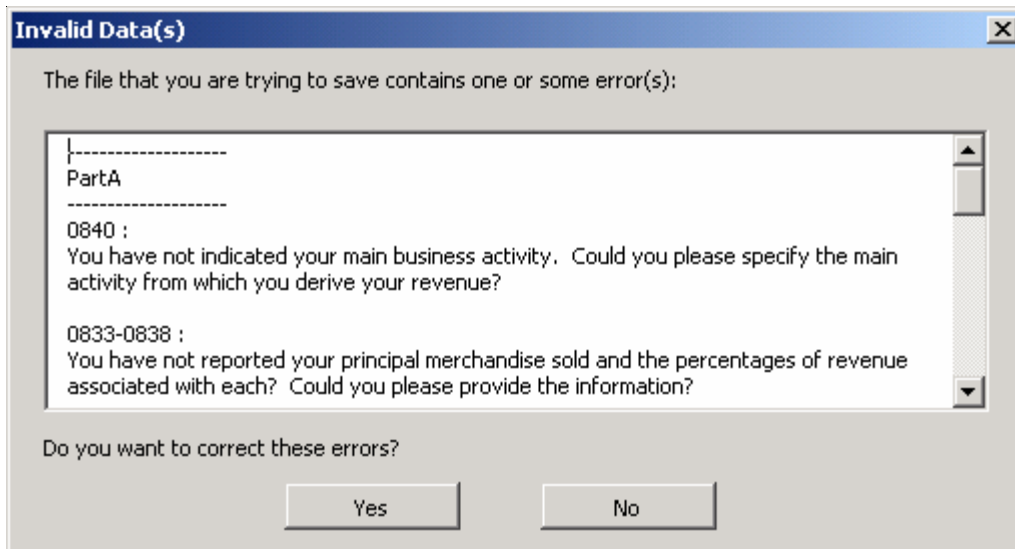 Invalid Data(s)
The file that you are trying to save contains one or some error(s):
--------------------
PartA
--------------------
0840 :
You have not indicated your main business activity.  Could you please specify the main
activity from which you derive your revenue?
0833-0838 :
You have not reported your principal merchandise sold and the percentages of revenue
associated with each?  Could you please provide the information?
Do you want to correct these errors?
Yes No